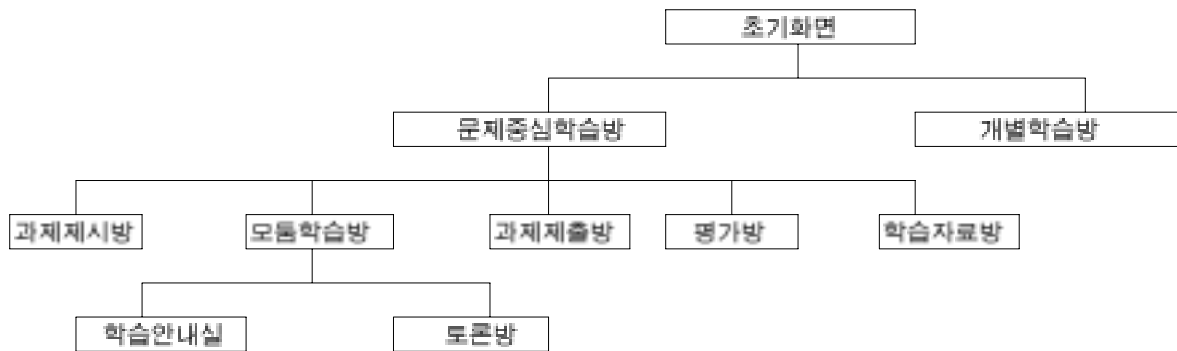 초기화면
문제중심학습방
개별학습방
과제제시방
모둠학습방
과제제출방
평가방
학습자료방
학습안내실
토론방